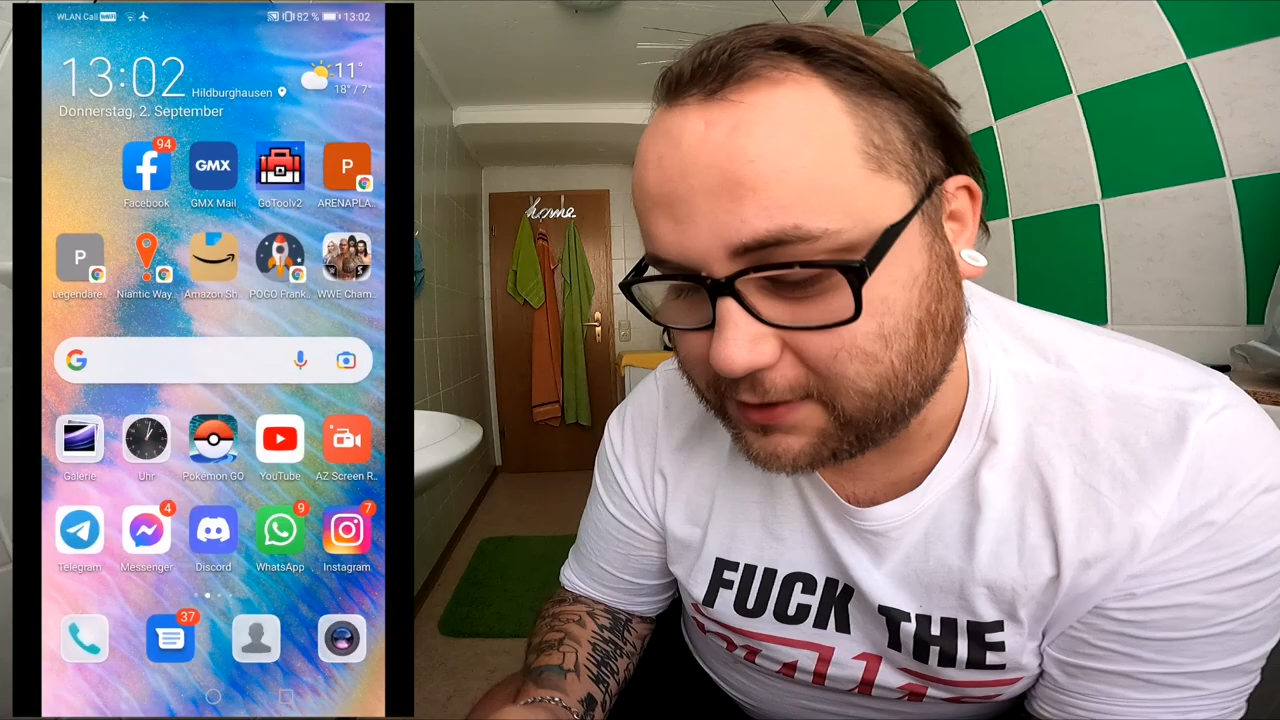 WLAN Call VoWiFi 82 % 13:02
13:02
Hildburghausen
11°
18° / 7°
Donnerstag, 2. September
94
GMX
P
Facebook
GMX Mail
GoToolv2
ARENAPLA..
P
Legendäre..
Niantic Way..
Amazon Sh..
POGO Frank..
WWE Cham..
G
Galerie
Uhr
Pokémon GO
YouTube
AZ Screen R..
4
9
7
Telegram
Messenger
Discord
WhatsApp
Instagram
37
home
FUCK THE